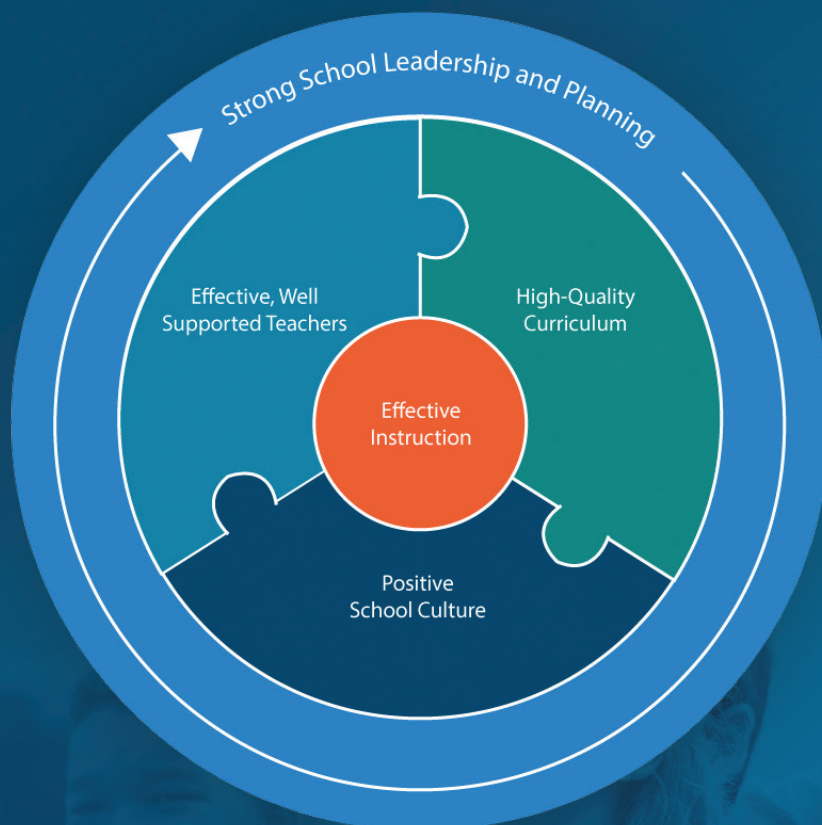 Strong School Leadership and Planning
Effective, Well
Supported Teachers
High-Quality
Curriculum
Effective
Instruction
Positive
School Culture